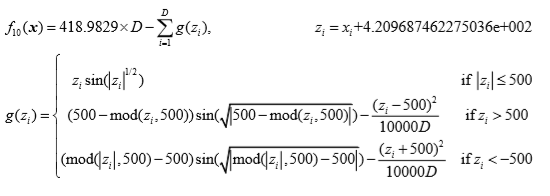 f₁₀(x) = 418.9829×D − ∑_{i=1}^{D} g(z_i), z_i = x_i+4.209687462275036e+002
g(z_i) = { z_i sin(|z_i|^{1/2}) if |z_i| ≤ 500
(500 − mod(z_i,500)) sin(√|500 − mod(z_i,500)|) − (z_i − 500)²/10000D if z_i > 500
(mod(|z_i|,500) − 500) sin(√|mod(|z_i|,500) − 500|) − (z_i + 500)²/10000D if z_i < −500